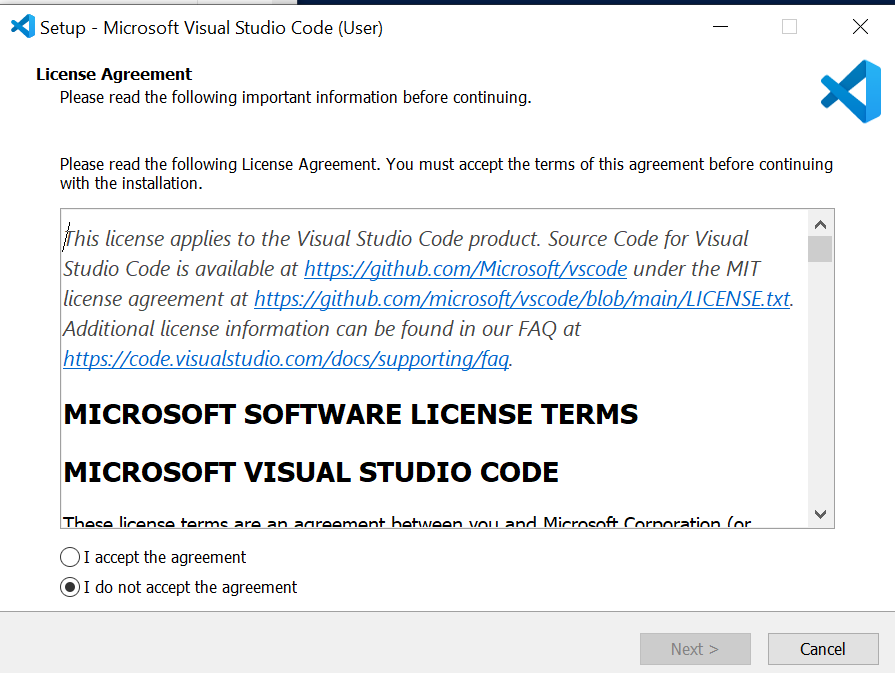 Setup - Microsoft Visual Studio Code (User)
License Agreement
Please read the following important information before continuing.
Please read the following License Agreement. You must accept the terms of this agreement before continuing
with the installation.
This license applies to the Visual Studio Code product. Source Code for Visual
Studio Code is available at https://github.com/Microsoft/vscode under the MIT
license agreement at https://github.com/microsoft/vscode/blob/main/LICENSE.txt.
Additional license information can be found in our FAQ at
https://code.visualstudio.com/docs/supporting/faq.
MICROSOFT SOFTWARE LICENSE TERMS
MICROSOFT VISUAL STUDIO CODE
These license terms are an agreement between you and Microsoft Corporation (or
I accept the agreement
I do not accept the agreement
Next >
Cancel